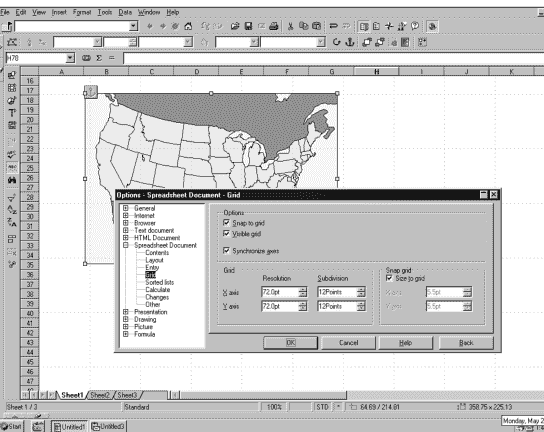 File Edit View Insert Format Tools Data Window Help
H78 Σ =
A B C D E F G H I J K
16
17
18
19
20
21
22
23
24
25
26
27
28
Options - Spreadsheet Document - Grid
General
Internet
Browser
Text document
HTML Document
Spreadsheet Document
Contents
Layout
Entry
Grid
Sorted lists
Calculate
Changes
Other
Presentation
Drawing
Picture
Formula
Options
Snap to grid
Visible grid
Synchronize axes
Grid
Resolution Subdivision
X axis 72.0pt 12Points
Y axis 72.0pt 12Points
Snap grid
Size to grid
X axis 5.5pt
Y axis 5.5pt
OK Cancel Help Back
29
30
31
32
33
34
35
36
37
38
39
40
41
42
43
44
45
46
47
Sheet1 Sheet2 Sheet3
Sheet 1 / 3 Standard 100% STD * 64.69 / 214.81 358.75 x 225.13
Start Untitled1 Untitled3 Monday, May 2